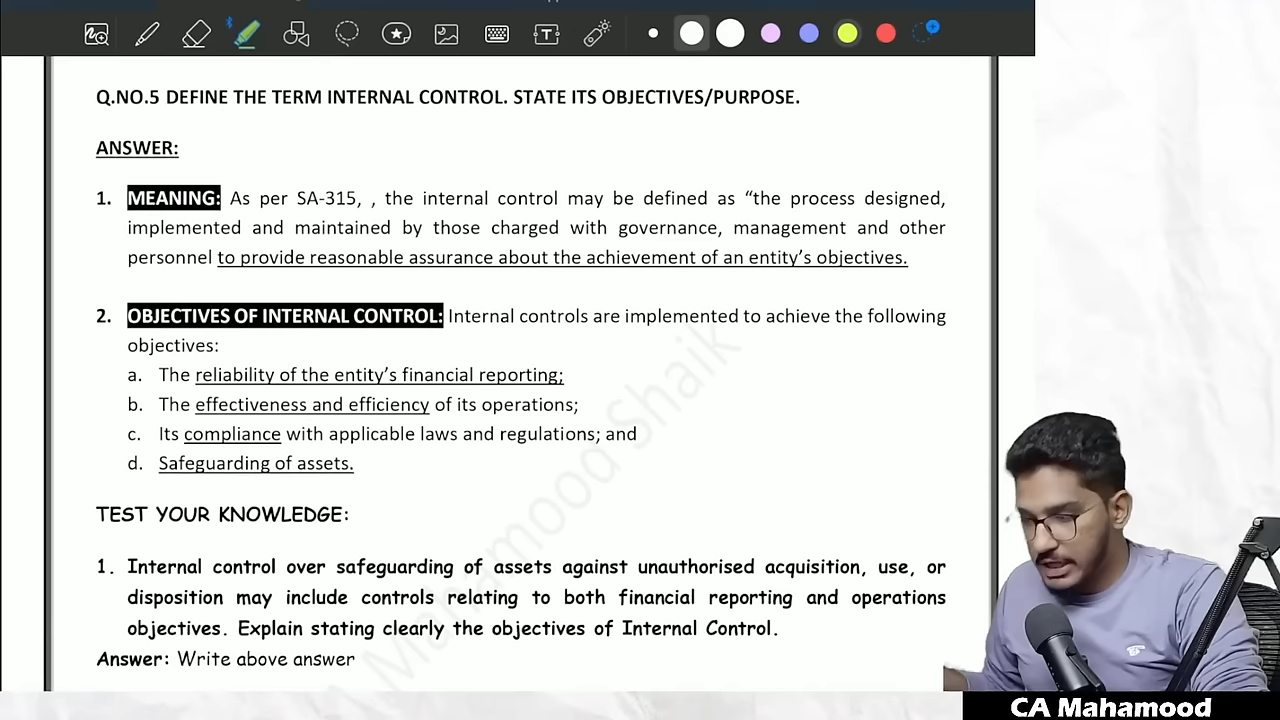 Q.NO.5 DEFINE THE TERM INTERNAL CONTROL. STATE ITS OBJECTIVES/PURPOSE.
ANSWER:
1. MEANING: As per SA-315, , the internal control may be defined as “the process designed,
implemented and maintained by those charged with governance, management and other
personnel to provide reasonable assurance about the achievement of an entity’s objectives.
2. OBJECTIVES OF INTERNAL CONTROL: Internal controls are implemented to achieve the following
objectives:
a. The reliability of the entity’s financial reporting;
b. The effectiveness and efficiency of its operations;
c. Its compliance with applicable laws and regulations; and
d. Safeguarding of assets.
TEST YOUR KNOWLEDGE:
1. Internal control over safeguarding of assets against unauthorised acquisition, use, or
disposition may include controls relating to both financial reporting and operations
objectives. Explain stating clearly the objectives of Internal Control.
Answer: Write above answer
Mahamood Shaik
CA Mahamood